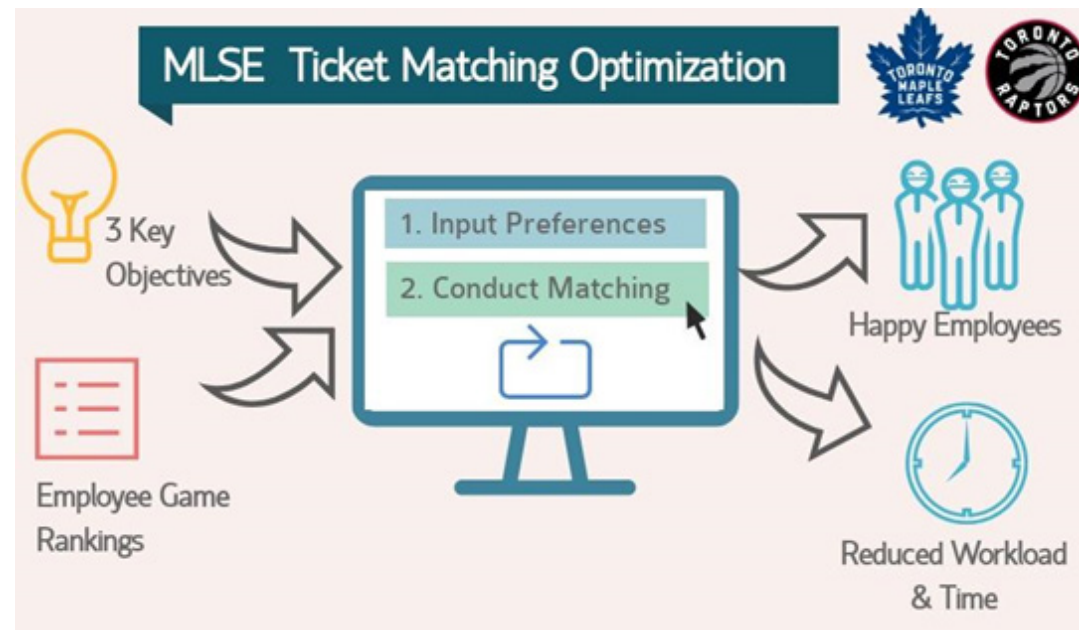 MLSE Ticket Matching Optimization
TORONTO
MAPLE
LEAFS
TORONTO
RAPTORS
3 Key
Objectives
1. Input Preferences
2. Conduct Matching
Happy Employees
Employee Game
Rankings
Reduced Workload
& Time